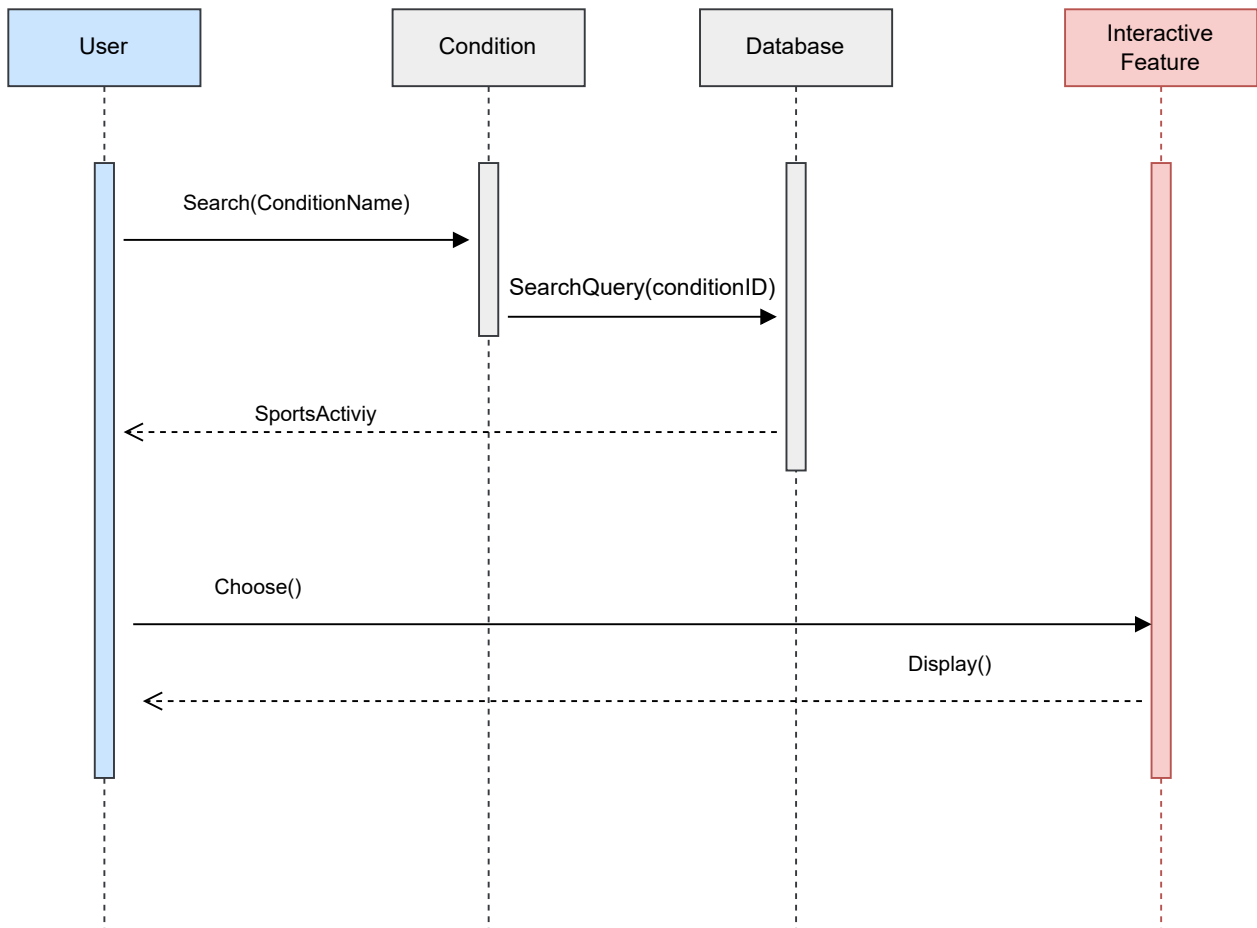 User
Condition
Database
Interactive
Feature
Search(ConditionName)
SearchQuery(conditionID)
SportsActiviy
Choose()
Display()